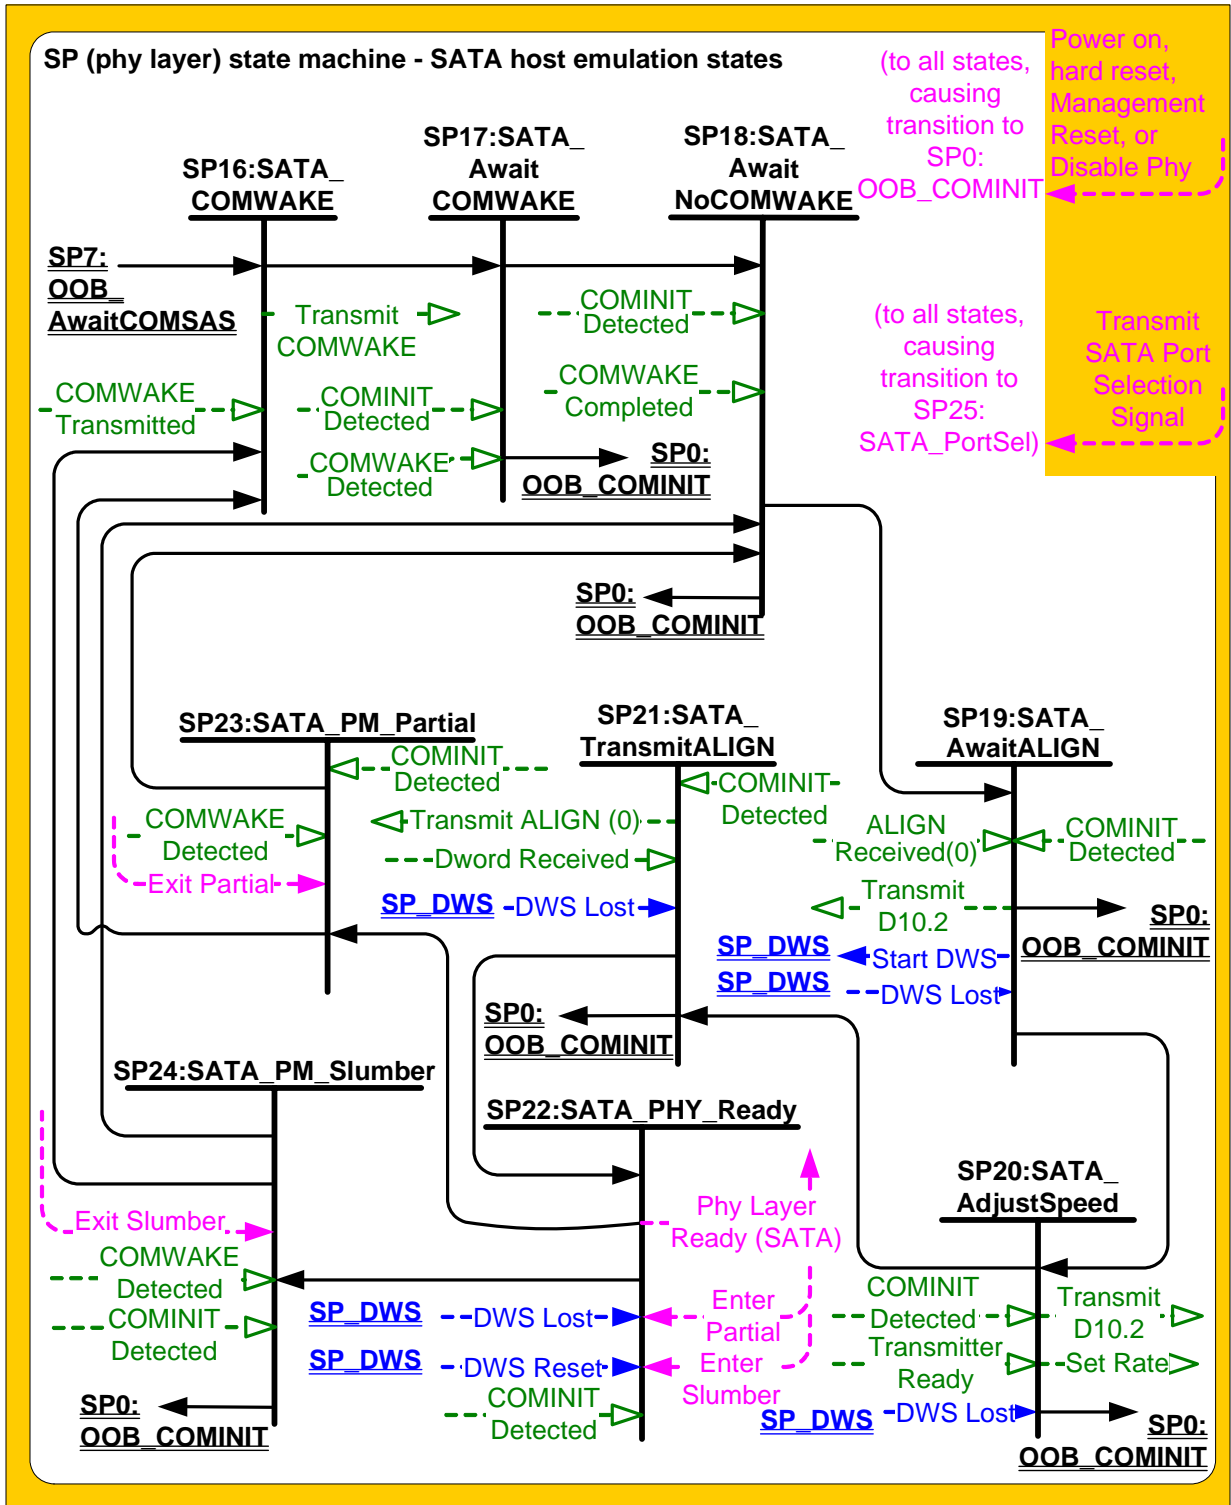 SP (phy layer) state machine - SATA host emulation states
(to all states,
causing
transition to
SP0:
OOB_COMINIT
Power on,
hard reset,
Management
Reset, or
Disable Phy
SP16:SATA_
COMWAKE
SP17:SATA_
Await
COMWAKE
SP18:SATA_
Await
NoCOMWAKE
SP7:
OOB_
AwaitCOMSAS
Transmit
COMWAKE
COMINIT
Detected
(to all states,
causing
transition to
SP25:
SATA_PortSel)
Transmit
SATA Port
Selection
Signal
COMWAKE
Transmitted
COMINIT
Detected
COMWAKE
Completed
COMWAKE
Detected
SP0:
OOB_COMINIT
SP0:
OOB_COMINIT
SP23:SATA_PM_Partial
SP21:SATA_
TransmitALIGN
SP19:SATA_
AwaitALIGN
COMINIT
Detected
COMINIT
Detected
Transmit ALIGN (0)
COMWAKE
Detected
Dword Received
Exit Partial
SP_DWS
DWS Lost
ALIGN
Received(0)
COMINIT
Detected
Transmit
D10.2
SP0:
OOB_COMINIT
SP_DWS
Start DWS
SP_DWS
DWS Lost
SP0:
OOB_COMINIT
SP24:SATA_PM_Slumber
SP22:SATA_PHY_Ready
SP20:SATA_
AdjustSpeed
Exit Slumber
COMWAKE
Detected
COMINIT
Detected
Phy Layer
Ready (SATA)
Enter
Partial
SP_DWS
DWS Lost
SP_DWS
DWS Reset
Enter
Slumber
COMINIT
Detected
COMINIT
Detected
Transmit
D10.2
Transmitter
Ready
Set Rate
SP_DWS
DWS Lost
SP0:
OOB_COMINIT
SP0:
OOB_COMINIT